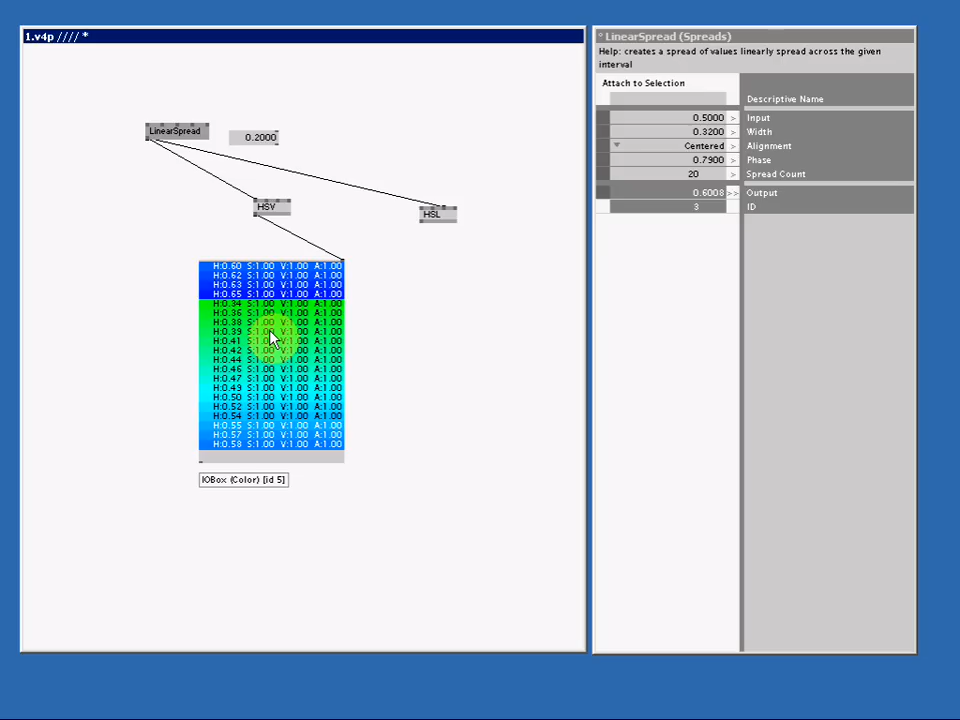 1.v4p //// *
LinearSpread
0.2000
HSV
HSL
H:0.60 S:1.00 V:1.00 A:1.00
H:0.62 S:1.00 V:1.00 A:1.00
H:0.63 S:1.00 V:1.00 A:1.00
H:0.65 S:1.00 V:1.00 A:1.00
H:0.34 S:1.00 V:1.00 A:1.00
H:0.36 S:1.00 V:1.00 A:1.00
H:0.38 S:1.00 V:1.00 A:1.00
H:0.39 S:1.00 V:1.00 A:1.00
H:0.41 S:1.00 V:1.00 A:1.00
H:0.42 S:1.00 V:1.00 A:1.00
H:0.44 S:1.00 V:1.00 A:1.00
H:0.46 S:1.00 V:1.00 A:1.00
H:0.47 S:1.00 V:1.00 A:1.00
H:0.49 S:1.00 V:1.00 A:1.00
H:0.50 S:1.00 V:1.00 A:1.00
H:0.52 S:1.00 V:1.00 A:1.00
H:0.54 S:1.00 V:1.00 A:1.00
H:0.55 S:1.00 V:1.00 A:1.00
H:0.57 S:1.00 V:1.00 A:1.00
H:0.58 S:1.00 V:1.00 A:1.00
IOBox (Color) [id 5]
° LinearSpread (Spreads)
Help: creates a spread of values linearly spread across the given
interval
Attach to Selection
Descriptive Name
0.5000 > Input
0.3200 > Width
Centered > Alignment
0.7900 > Phase
20 > Spread Count
0.6008 >> Output
3 ID